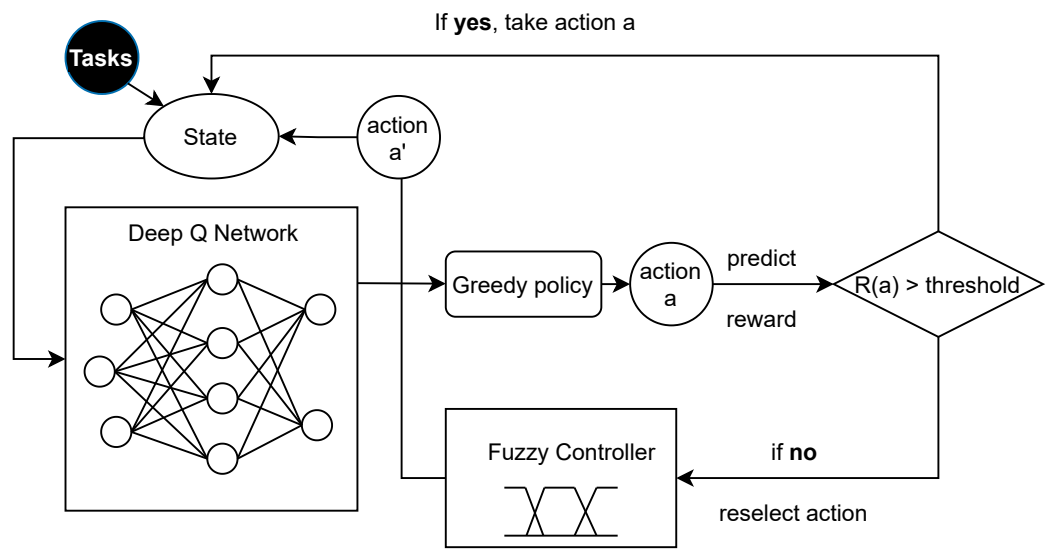 If yes, take action a
Tasks
State
action
a'
Deep Q Network
Greedy policy
action
a
predict
reward
R(a) > threshold
Fuzzy Controller
if no
reselect action